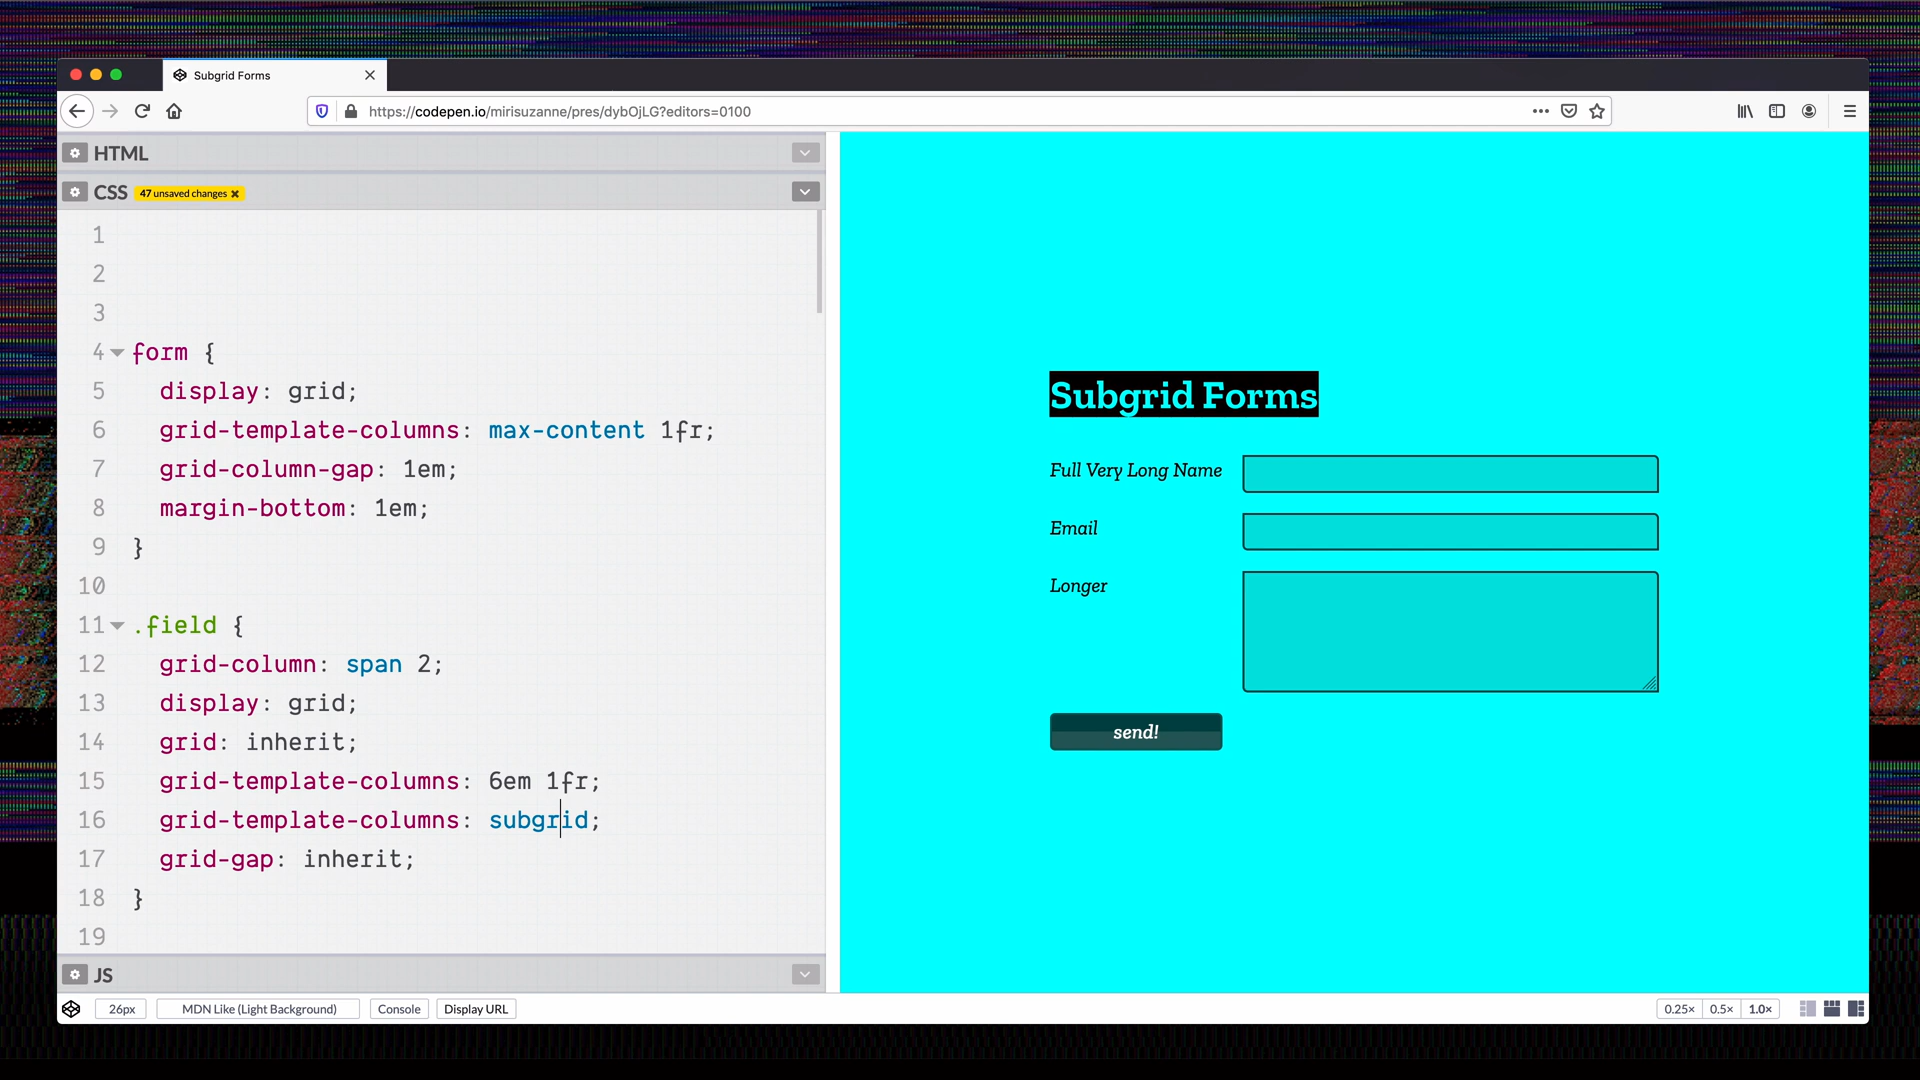 Subgrid Forms
https://codepen.io/mirisuzanne/pres/dybOjLG?editors=0100
HTML
CSS 47 unsaved changes
1
2
3
4 form {
5 display: grid;
6 grid-template-columns: max-content 1fr;
7 grid-column-gap: 1em;
8 margin-bottom: 1em;
9 }
10
11 .field {
12 grid-column: span 2;
13 display: grid;
14 grid: inherit;
15 grid-template-columns: 6em 1fr;
16 grid-template-columns: subgrid;
17 grid-gap: inherit;
18 }
19
JS
Subgrid Forms
Full Very Long Name
Email
Longer
send!
26px MDN Like (Light Background) Console Display URL 0.25× 0.5× 1.0×